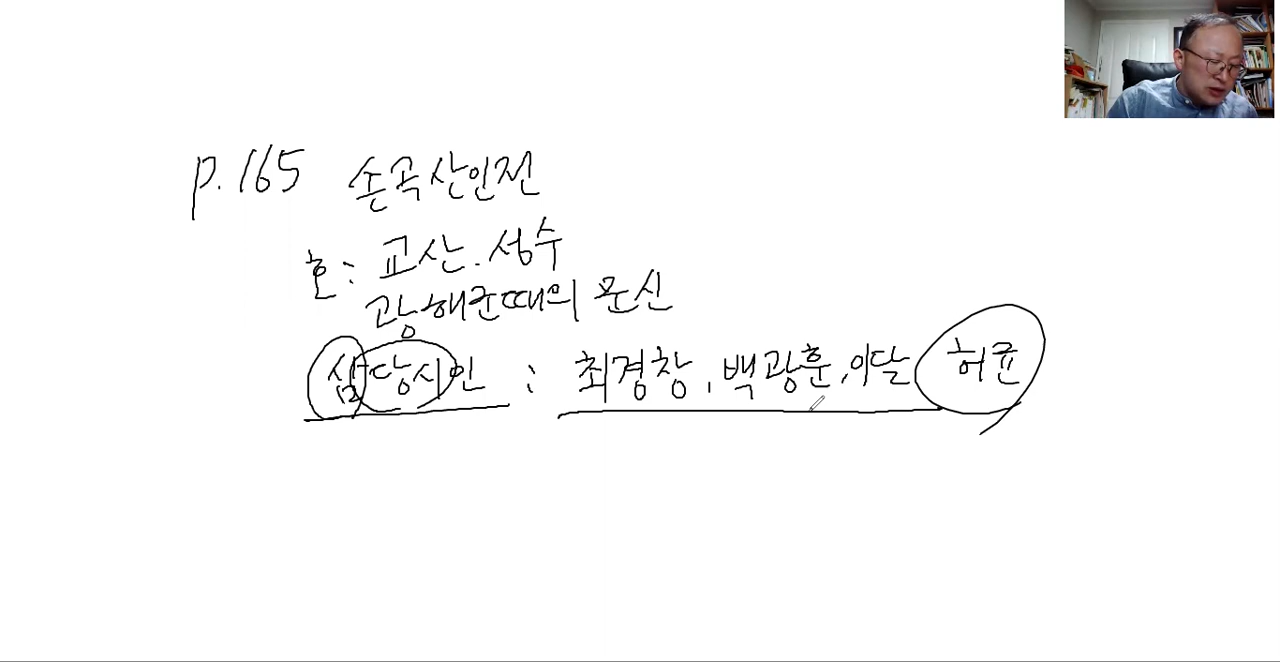 p.165 손곡산인전
호: 교산. 성수
광해군때의 문신
삼당시인 : 최경창, 백광훈, 이달 허균